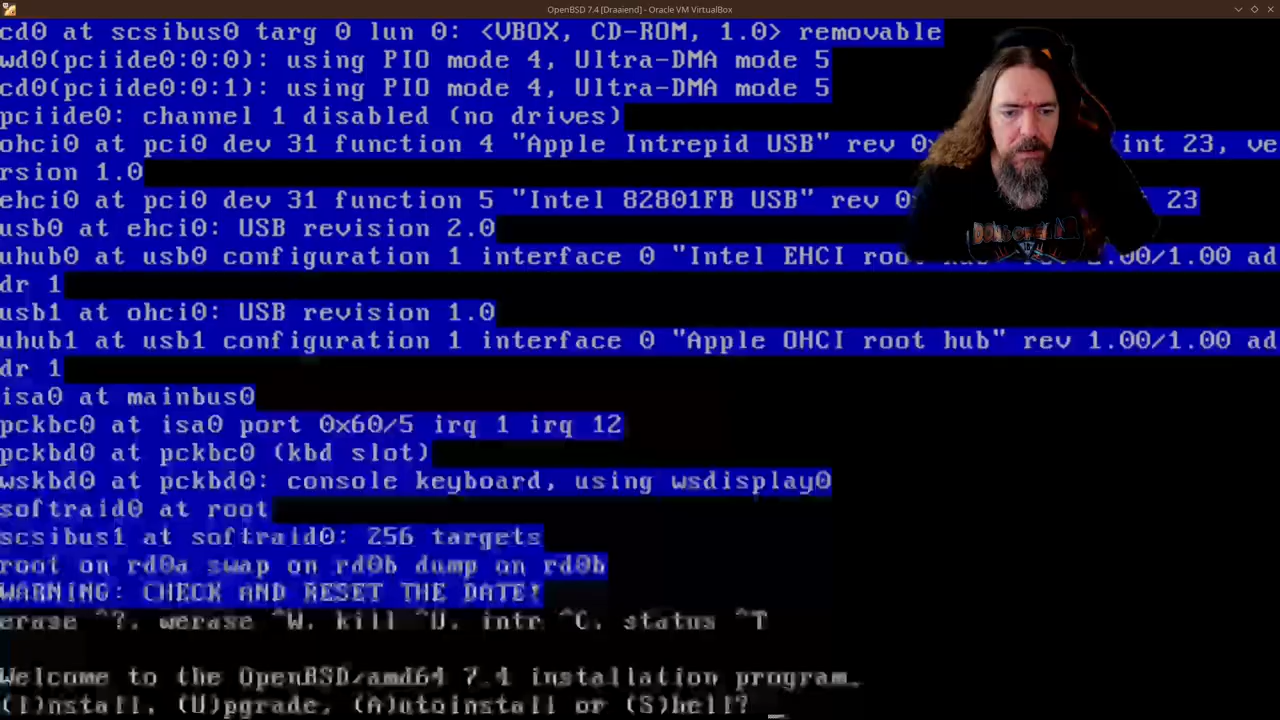 OpenBSD 7.4 [Draaiend] - Oracle VM VirtualBox
cd0 at scsibus0 targ 0 lun 0: <VBOX, CD-ROM, 1.0> removable
wd0(pciide0:0:0): using PIO mode 4, Ultra-DMA mode 5
cd0(pciide0:0:1): using PIO mode 4, Ultra-DMA mode 5
pciide0: channel 1 disabled (no drives)
ohci0 at pci0 dev 31 function 4 "Apple Intrepid USB" rev int 23, ve
rsion 1.0
ehci0 at pci0 dev 31 function 5 "Intel 82801FB USB" rev 23
usb0 at ehci0: USB revision 2.0
uhub0 at usb0 configuration 1 interface 0 "Intel EHCI root /1.00 ad
dr 1
usb1 at ohci0: USB revision 1.0
uhub1 at usb1 configuration 1 interface 0 "Apple OHCI root hub" rev 1.00/1.00 ad
dr 1
isa0 at mainbus0
pckbc0 at isa0 port 0x60/5 irq 1 irq 12
pckbd0 at pckbc0 (kbd slot)
wskbd0 at pckbd0: console keyboard, using wsdisplay0
softraid0 at root
scsibus1 at softraid0: 256 targets
root on rd0a swap on rd0b dump on rd0b
WARNING: CHECK AND RESET THE DATE!
erase ^?, werase ^W, kill ^U, intr ^C, status ^T
Welcome to the OpenBSD/amd64 7.4 installation program.
(I)nstall, (U)pgrade, (A)utoinstall or (S)hell?